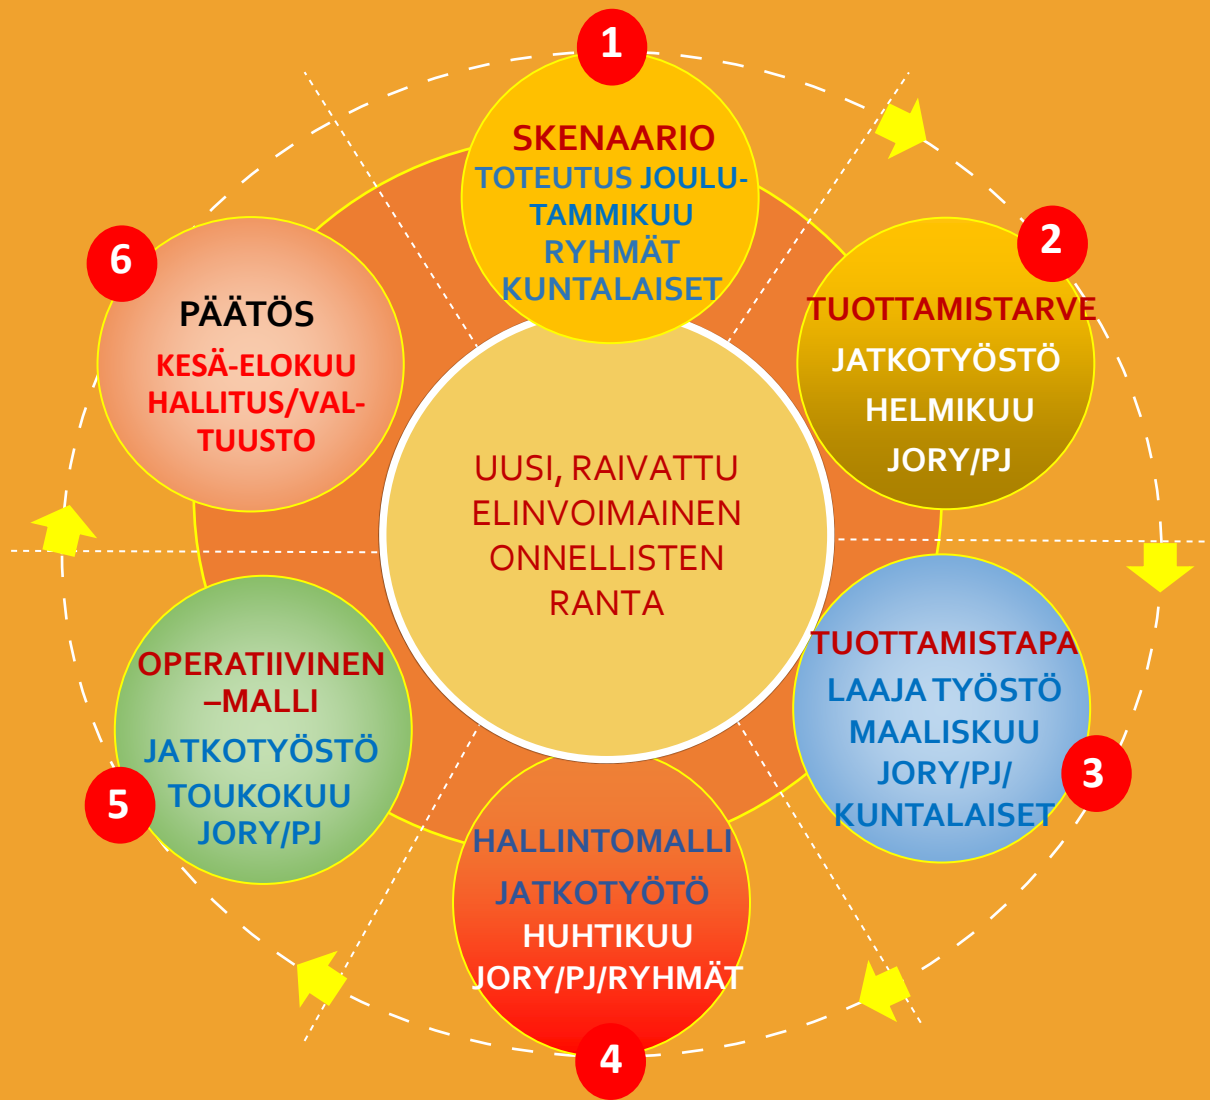 1
SKENAARIO
TOTEUTUS JOULU-
TAMMIKUU
RYHMÄT
KUNTALAISET
2
TUOTTAMISTARVE
JATKOTYÖSTÖ
HELMIKUU
JORY/PJ
3
TUOTTAMISTAPA
LAAJA TYÖSTÖ
MAALISKUU
JORY/PJ/
KUNTALAISET
4
HALLINTOMALLI
JATKOTYÖTÖ
HUHTIKUU
JORY/PJ/RYHMÄT
5
OPERATIIVINEN
–MALLI
JATKOTYÖSTÖ
TOUKOKUU
JORY/PJ
6
PÄÄTÖS
KESÄ-ELOKUU
HALLITUS/VAL-
TUUSTO
UUSI, RAIVATTU
ELINVOIMAINEN
ONNELLISTEN
RANTA